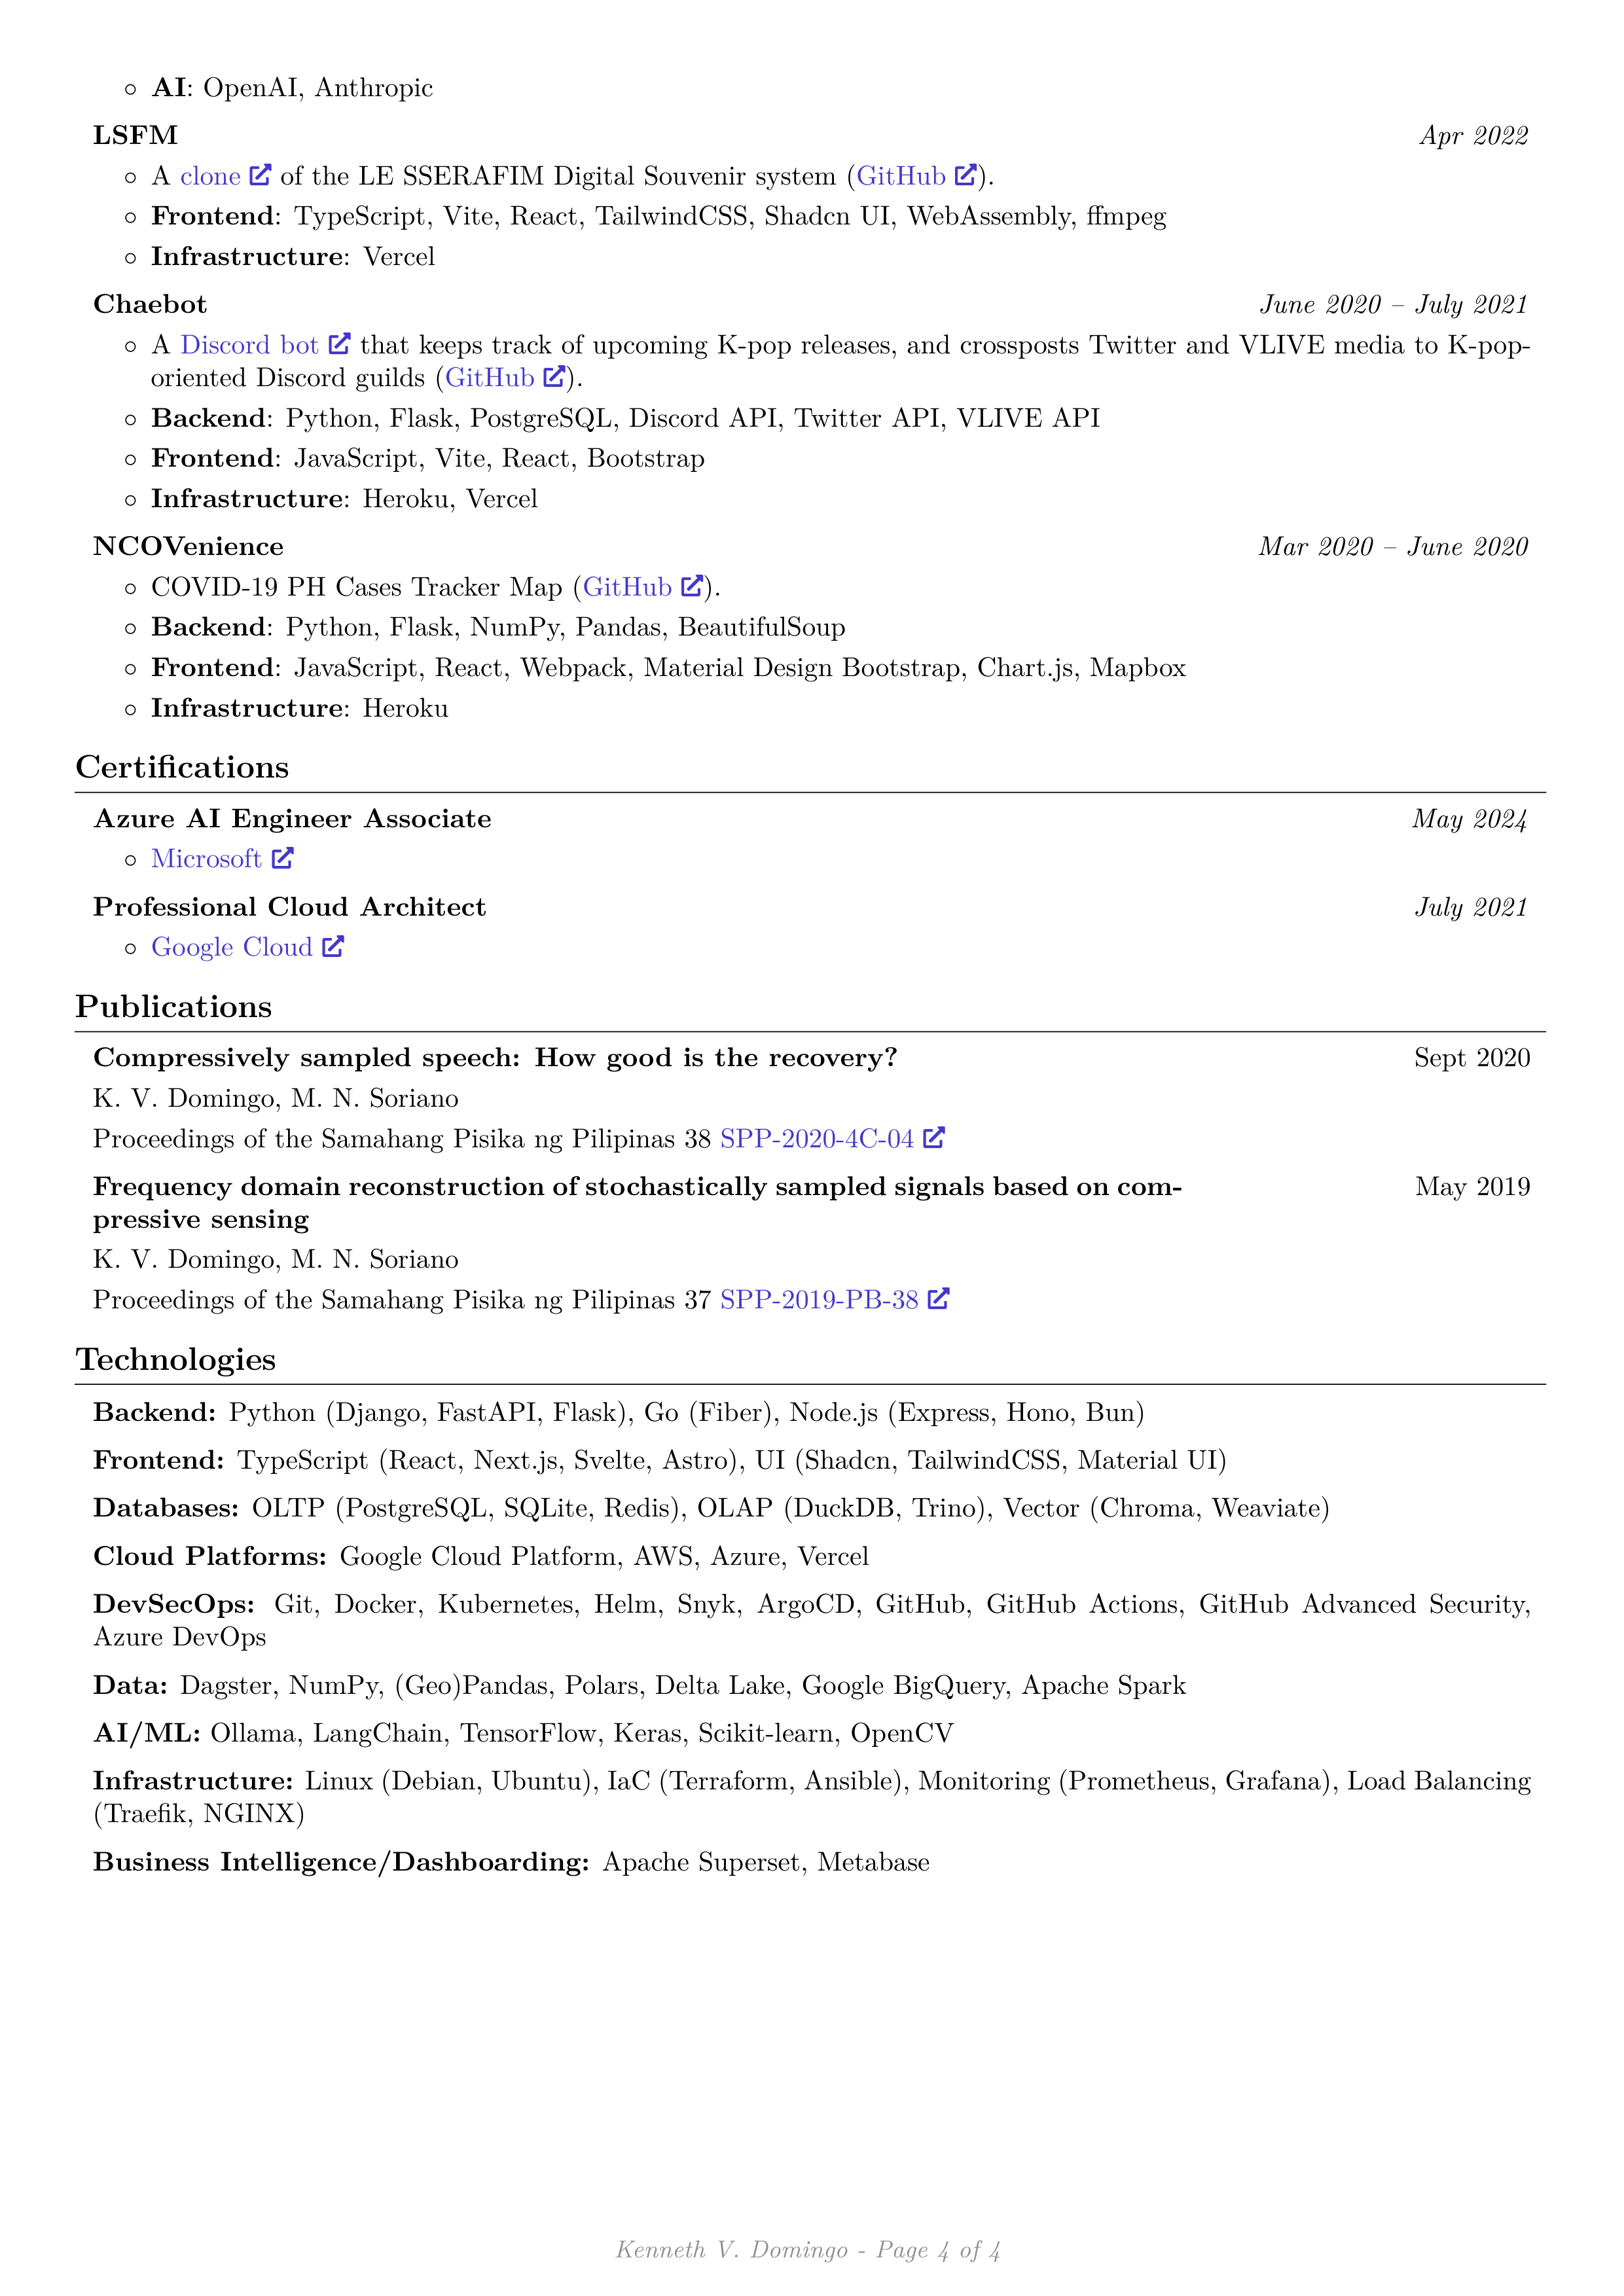 ◦ AI: OpenAI, Anthropic
LSFM Apr 2022
◦ A clone of the LE SSERAFIM Digital Souvenir system (GitHub).
◦ Frontend: TypeScript, Vite, React, TailwindCSS, Shadcn UI, WebAssembly, ffmpeg
◦ Infrastructure: Vercel
Chaebot June 2020 – July 2021
◦ A Discord bot that keeps track of upcoming K-pop releases, and crossposts Twitter and VLIVE media to K-pop-
oriented Discord guilds (GitHub).
◦ Backend: Python, Flask, PostgreSQL, Discord API, Twitter API, VLIVE API
◦ Frontend: JavaScript, Vite, React, Bootstrap
◦ Infrastructure: Heroku, Vercel
NCOVenience Mar 2020 – June 2020
◦ COVID-19 PH Cases Tracker Map (GitHub).
◦ Backend: Python, Flask, NumPy, Pandas, BeautifulSoup
◦ Frontend: JavaScript, React, Webpack, Material Design Bootstrap, Chart.js, Mapbox
◦ Infrastructure: Heroku
Certifications
Azure AI Engineer Associate May 2024
◦ Microsoft
Professional Cloud Architect July 2021
◦ Google Cloud
Publications
Compressively sampled speech: How good is the recovery? Sept 2020
K. V. Domingo, M. N. Soriano
Proceedings of the Samahang Pisika ng Pilipinas 38 SPP-2020-4C-04
Frequency domain reconstruction of stochastically sampled signals based on com- May 2019
pressive sensing
K. V. Domingo, M. N. Soriano
Proceedings of the Samahang Pisika ng Pilipinas 37 SPP-2019-PB-38
Technologies
Backend: Python (Django, FastAPI, Flask), Go (Fiber), Node.js (Express, Hono, Bun)
Frontend: TypeScript (React, Next.js, Svelte, Astro), UI (Shadcn, TailwindCSS, Material UI)
Databases: OLTP (PostgreSQL, SQLite, Redis), OLAP (DuckDB, Trino), Vector (Chroma, Weaviate)
Cloud Platforms: Google Cloud Platform, AWS, Azure, Vercel
DevSecOps: Git, Docker, Kubernetes, Helm, Snyk, ArgoCD, GitHub, GitHub Actions, GitHub Advanced Security,
Azure DevOps
Data: Dagster, NumPy, (Geo)Pandas, Polars, Delta Lake, Google BigQuery, Apache Spark
AI/ML: Ollama, LangChain, TensorFlow, Keras, Scikit-learn, OpenCV
Infrastructure: Linux (Debian, Ubuntu), IaC (Terraform, Ansible), Monitoring (Prometheus, Grafana), Load Balancing
(Traefik, NGINX)
Business Intelligence/Dashboarding: Apache Superset, Metabase
Kenneth V. Domingo - Page 4 of 4